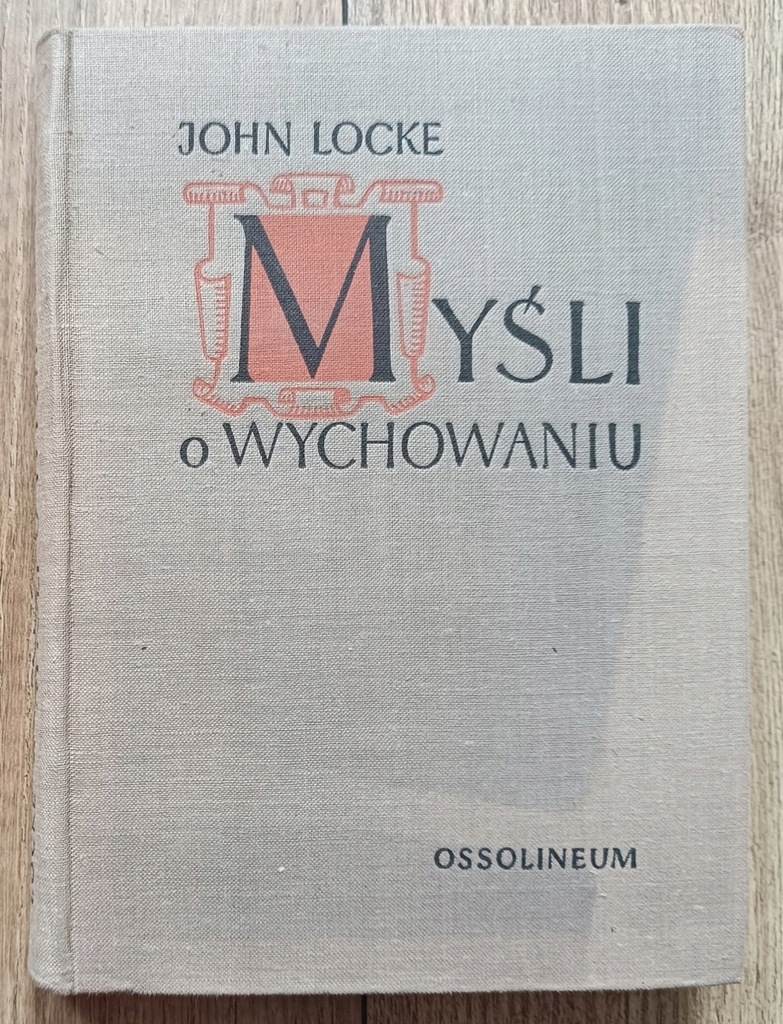 JOHN LOCKE
MYŚLI
o WYCHOWANIU
OSSOLINEUM